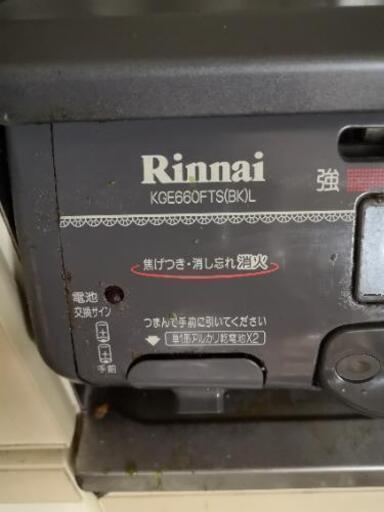 Rinnai
KGE660FTS(BK)L
強
焦げつき・消し忘れ消火
電池
交換サイン
手前
つまんで手前に引いてください
単1形アルカリ乾電池X2